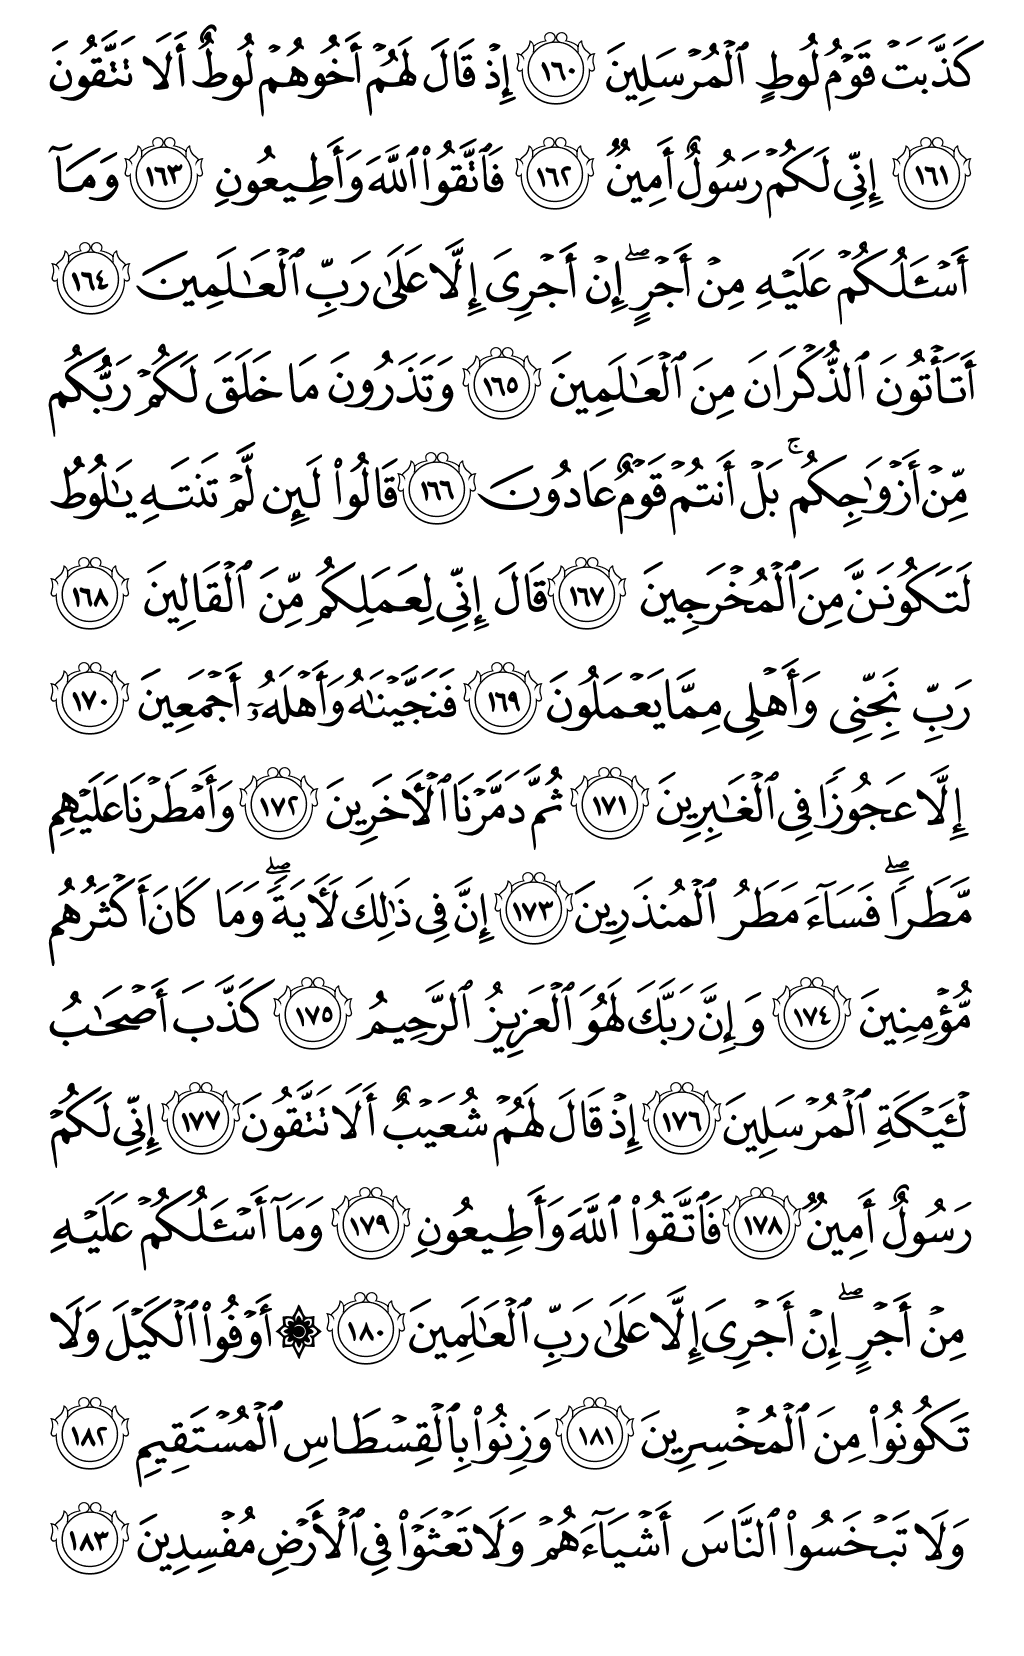 كَذَّبَتْ قَوْمُ لُوطٍ ٱلْمُرْسَلِينَ ١٦٠ إِذْ قَالَ لَهُمْ أَخُوهُمْ لُوطٌ أَلَا تَتَّقُونَ
١٦١ إِنِّى لَكُمْ رَسُولٌ أَمِينٌ ١٦٢ فَٱتَّقُوا۟ ٱللَّهَ وَأَطِيعُونِ ١٦٣ وَمَآ
أَسْـَٔلُكُمْ عَلَيْهِ مِنْ أَجْرٍ ۖ إِنْ أَجْرِىَ إِلَّا عَلَىٰ رَبِّ ٱلْعَـٰلَمِينَ ١٦٤
أَتَأْتُونَ ٱلذُّكْرَانَ مِنَ ٱلْعَـٰلَمِينَ ١٦٥ وَتَذَرُونَ مَا خَلَقَ لَكُمْ رَبُّكُم
مِّنْ أَزْوَٰجِكُم ۚ بَلْ أَنتُمْ قَوْمٌ عَادُونَ ١٦٦ قَالُوا۟ لَئِن لَّمْ تَنتَهِ يَـٰلُوطُ
لَتَكُونَنَّ مِنَ ٱلْمُخْرَجِينَ ١٦٧ قَالَ إِنِّى لِعَمَلِكُم مِّنَ ٱلْقَالِينَ ١٦٨
رَبِّ نَجِّنِى وَأَهْلِى مِمَّا يَعْمَلُونَ ١٦٩ فَنَجَّيْنَـٰهُ وَأَهْلَهُۥٓ أَجْمَعِينَ ١٧٠
إِلَّا عَجُوزًا فِى ٱلْغَـٰبِرِينَ ١٧١ ثُمَّ دَمَّرْنَا ٱلْـَٔاخَرِينَ ١٧٢ وَأَمْطَرْنَا عَلَيْهِم
مَّطَرًا ۖ فَسَآءَ مَطَرُ ٱلْمُنذَرِينَ ١٧٣ إِنَّ فِى ذَٰلِكَ لَـَٔايَةً ۖ وَمَا كَانَ أَكْثَرُهُم
مُّؤْمِنِينَ ١٧٤ وَإِنَّ رَبَّكَ لَهُوَ ٱلْعَزِيزُ ٱلرَّحِيمُ ١٧٥ كَذَّبَ أَصْحَـٰبُ
لْـَٔيْكَةِ ٱلْمُرْسَلِينَ ١٧٦ إِذْ قَالَ لَهُمْ شُعَيْبٌ أَلَا تَتَّقُونَ ١٧٧ إِنِّى لَكُمْ
رَسُولٌ أَمِينٌ ١٧٨ فَٱتَّقُوا۟ ٱللَّهَ وَأَطِيعُونِ ١٧٩ وَمَآ أَسْـَٔلُكُمْ عَلَيْهِ
مِنْ أَجْرٍ ۖ إِنْ أَجْرِىَ إِلَّا عَلَىٰ رَبِّ ٱلْعَـٰلَمِينَ ١٨٠ ۞ أَوْفُوا۟ ٱلْكَيْلَ وَلَا
تَكُونُوا۟ مِنَ ٱلْمُخْسِرِينَ ١٨١ وَزِنُوا۟ بِٱلْقِسْطَاسِ ٱلْمُسْتَقِيمِ ١٨٢
وَلَا تَبْخَسُوا۟ ٱلنَّاسَ أَشْيَآءَهُمْ وَلَا تَعْثَوْا۟ فِى ٱلْأَرْضِ مُفْسِدِينَ ١٨٣